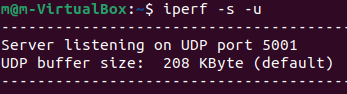 m@m-VirtualBox:~$ iperf -s -u
------------------------------------------
Server listening on UDP port 5001
UDP buffer size:  208 KByte (default)
------------------------------------------